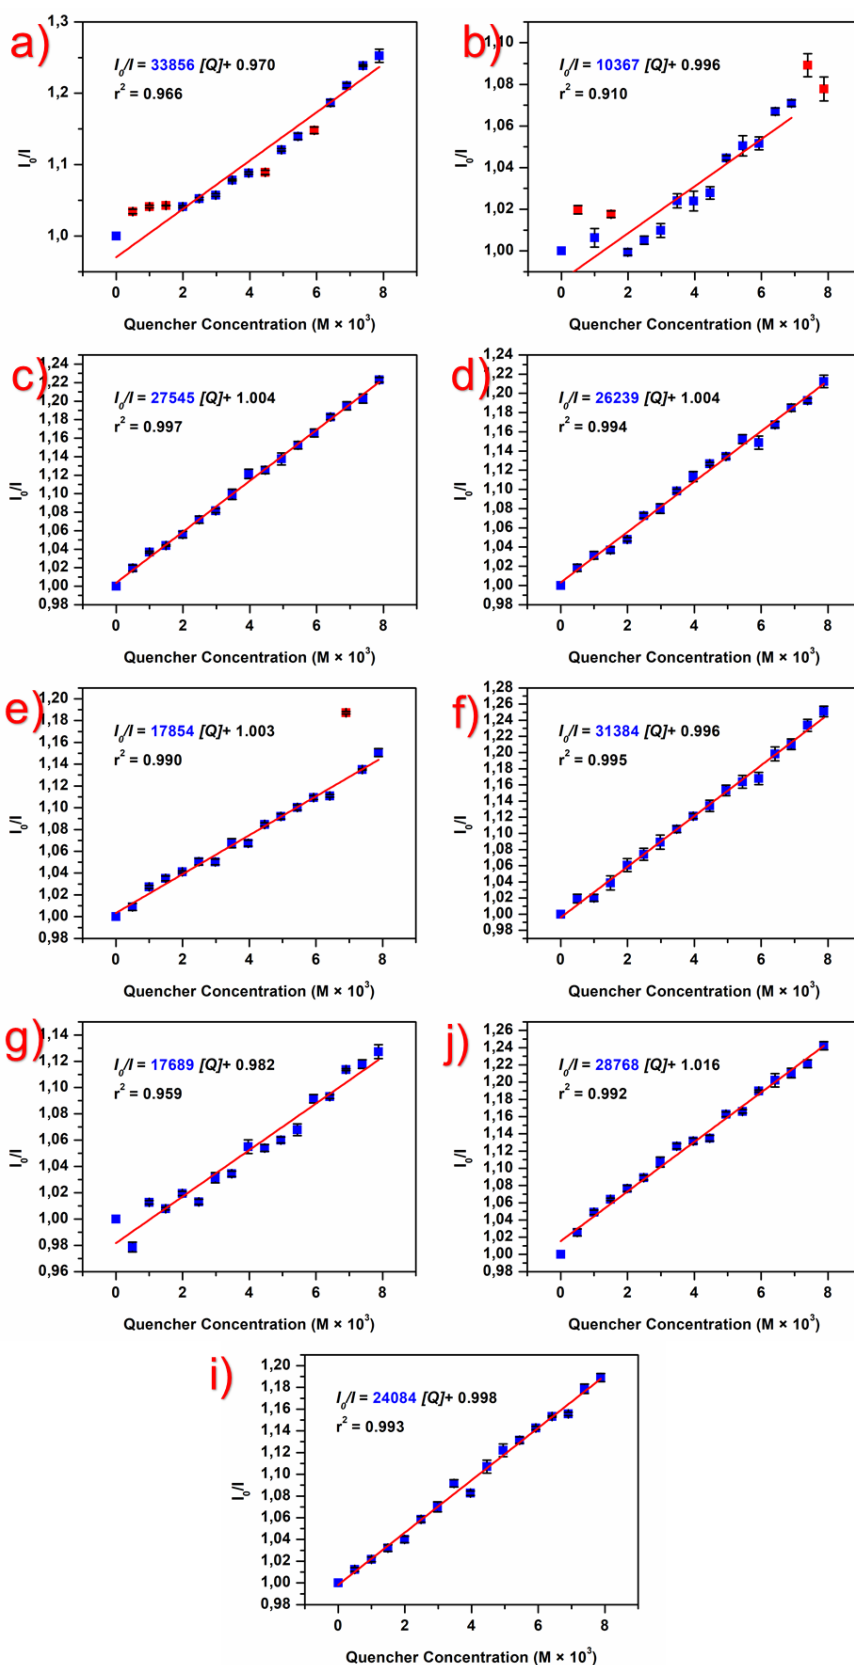 a)
I₀/I = 33856 [Q]+ 0.970
r² = 0.966
I₀/I
1,3
1,2
1,1
1,0
0 2 4 6 8
Quencher Concentration (M × 10³)
b)
I₀/I = 10367 [Q]+ 0.996
r² = 0.910
I₀/I
1,10
1,08
1,06
1,04
1,02
1,00
0 2 4 6 8
Quencher Concentration (M × 10³)
c)
I₀/I = 27545 [Q]+ 1.004
r² = 0.997
I₀/I
1,24
1,22
1,20
1,18
1,16
1,14
1,12
1,10
1,08
1,06
1,04
1,02
1,00
0,98
0 2 4 6 8
Quencher Concentration (M × 10³)
d)
I₀/I = 26239 [Q]+ 1.004
r² = 0.994
I₀/I
1,24
1,22
1,20
1,18
1,16
1,14
1,12
1,10
1,08
1,06
1,04
1,02
1,00
0,98
0 2 4 6 8
Quencher Concentration (M × 10³)
e)
I₀/I = 17854 [Q]+ 1.003
r² = 0.990
I₀/I
1,20
1,18
1,16
1,14
1,12
1,10
1,08
1,06
1,04
1,02
1,00
0,98
0 2 4 6 8
Quencher Concentration (M × 10³)
f)
I₀/I = 31384 [Q]+ 0.996
r² = 0.995
I₀/I
1,28
1,26
1,24
1,22
1,20
1,18
1,16
1,14
1,12
1,10
1,08
1,06
1,04
1,02
1,00
0,98
0 2 4 6 8
Quencher Concentration (M × 10³)
g)
I₀/I = 17689 [Q]+ 0.982
r² = 0.959
I₀/I
1,14
1,12
1,10
1,08
1,06
1,04
1,02
1,00
0,98
0,96
0 2 4 6 8
Quencher Concentration (M × 10³)
j)
I₀/I = 28768 [Q]+ 1.016
r² = 0.992
I₀/I
1,26
1,24
1,22
1,20
1,18
1,16
1,14
1,12
1,10
1,08
1,06
1,04
1,02
1,00
0,98
0 2 4 6 8
Quencher Concentration (M × 10³)
i)
I₀/I = 24084 [Q]+ 0.998
r² = 0.993
I₀/I
1,20
1,18
1,16
1,14
1,12
1,10
1,08
1,06
1,04
1,02
1,00
0,98
0 2 4 6 8
Quencher Concentration (M × 10³)